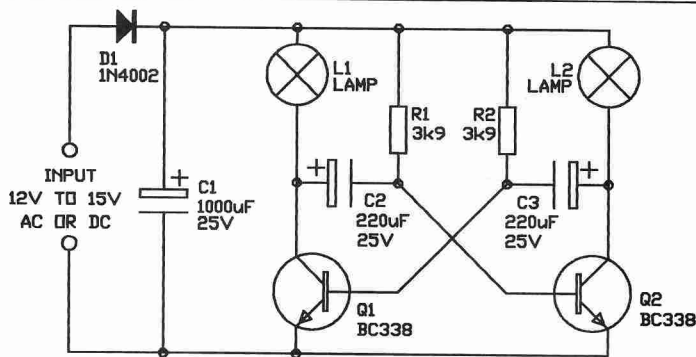 D1
1N4002
INPUT
12V TO 15V
AC OR DC
+
C1
1000uF
25V
L1
LAMP
R1
3k9
+
C2
220uF
25V
Q1
BC338
R2
3k9
L2
LAMP
+
C3
220uF
25V
Q2
BC338